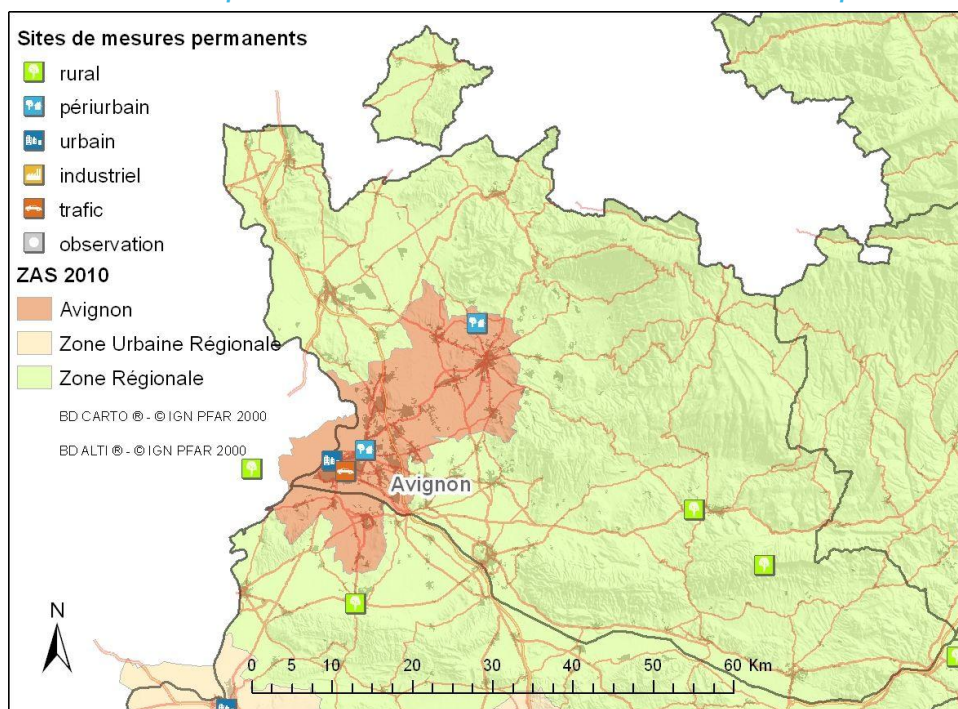 Sites de mesures permanents
rural
périurbain
urbain
industriel
trafic
observation
ZAS 2010
Avignon
Zone Urbaine Régionale
Zone Régionale
BD CARTO ® - © IGN PFAR 2000
BD ALTI ® - © IGN PFAR 2000
Avignon
N
0 5 10 20 30 40 50 60 Km